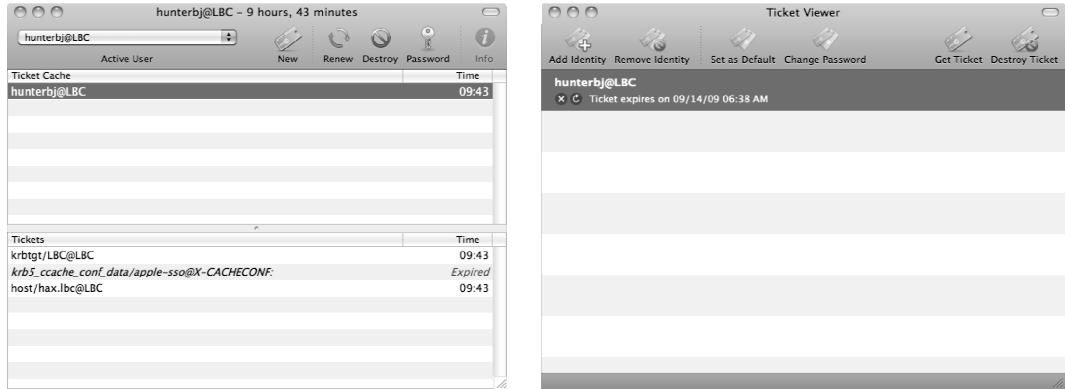 hunterbj@LBC – 9 hours, 43 minutes
hunterbj@LBC
Active User
New Renew Destroy Password Info
Ticket Cache Time
hunterbj@LBC 09:43
Tickets Time
krbtgt/LBC@LBC 09:43
krb5_ccache_conf_data/apple-sso@X-CACHECONF: Expired
host/hax.lbc@LBC 09:43
Ticket Viewer
Add Identity Remove Identity Set as Default Change Password Get Ticket Destroy Ticket
hunterbj@LBC
Ticket expires on 09/14/09 06:38 AM